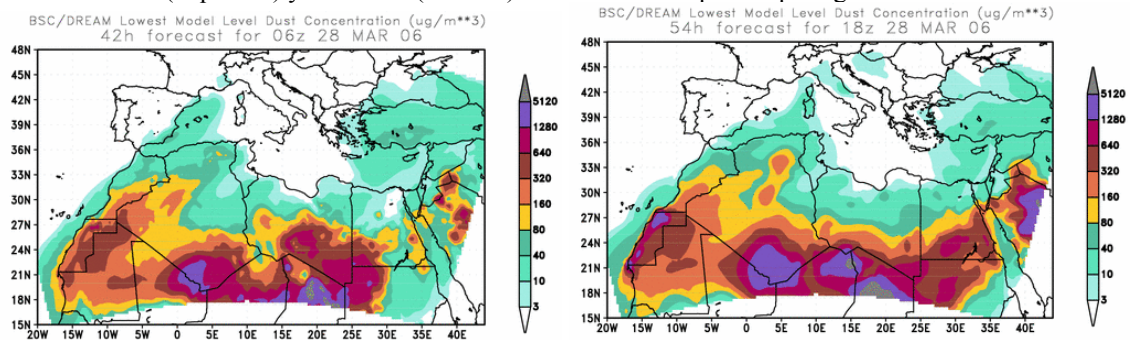 BSC/DREAM Lowest Model Level Dust Concentration (ug/m**3)
42h forecast for 06z 28 MAR 06
48N
45N
42N
39N
36N
33N
30N
27N
24N
21N
18N
15N
20W 15W 10W 5W 0 5E 10E 15E 20E 25E 30E 35E 40E
5120
1280
640
320
160
80
40
10
3
BSC/DREAM Lowest Model Level Dust Concentration (ug/m**3)
54h forecast for 18z 28 MAR 06
48N
45N
42N
39N
36N
33N
30N
27N
24N
21N
18N
15N
20W 15W 10W 5W 0 5E 10E 15E 20E 25E 30E 35E 40E
5120
1280
640
320
160
80
40
10
3